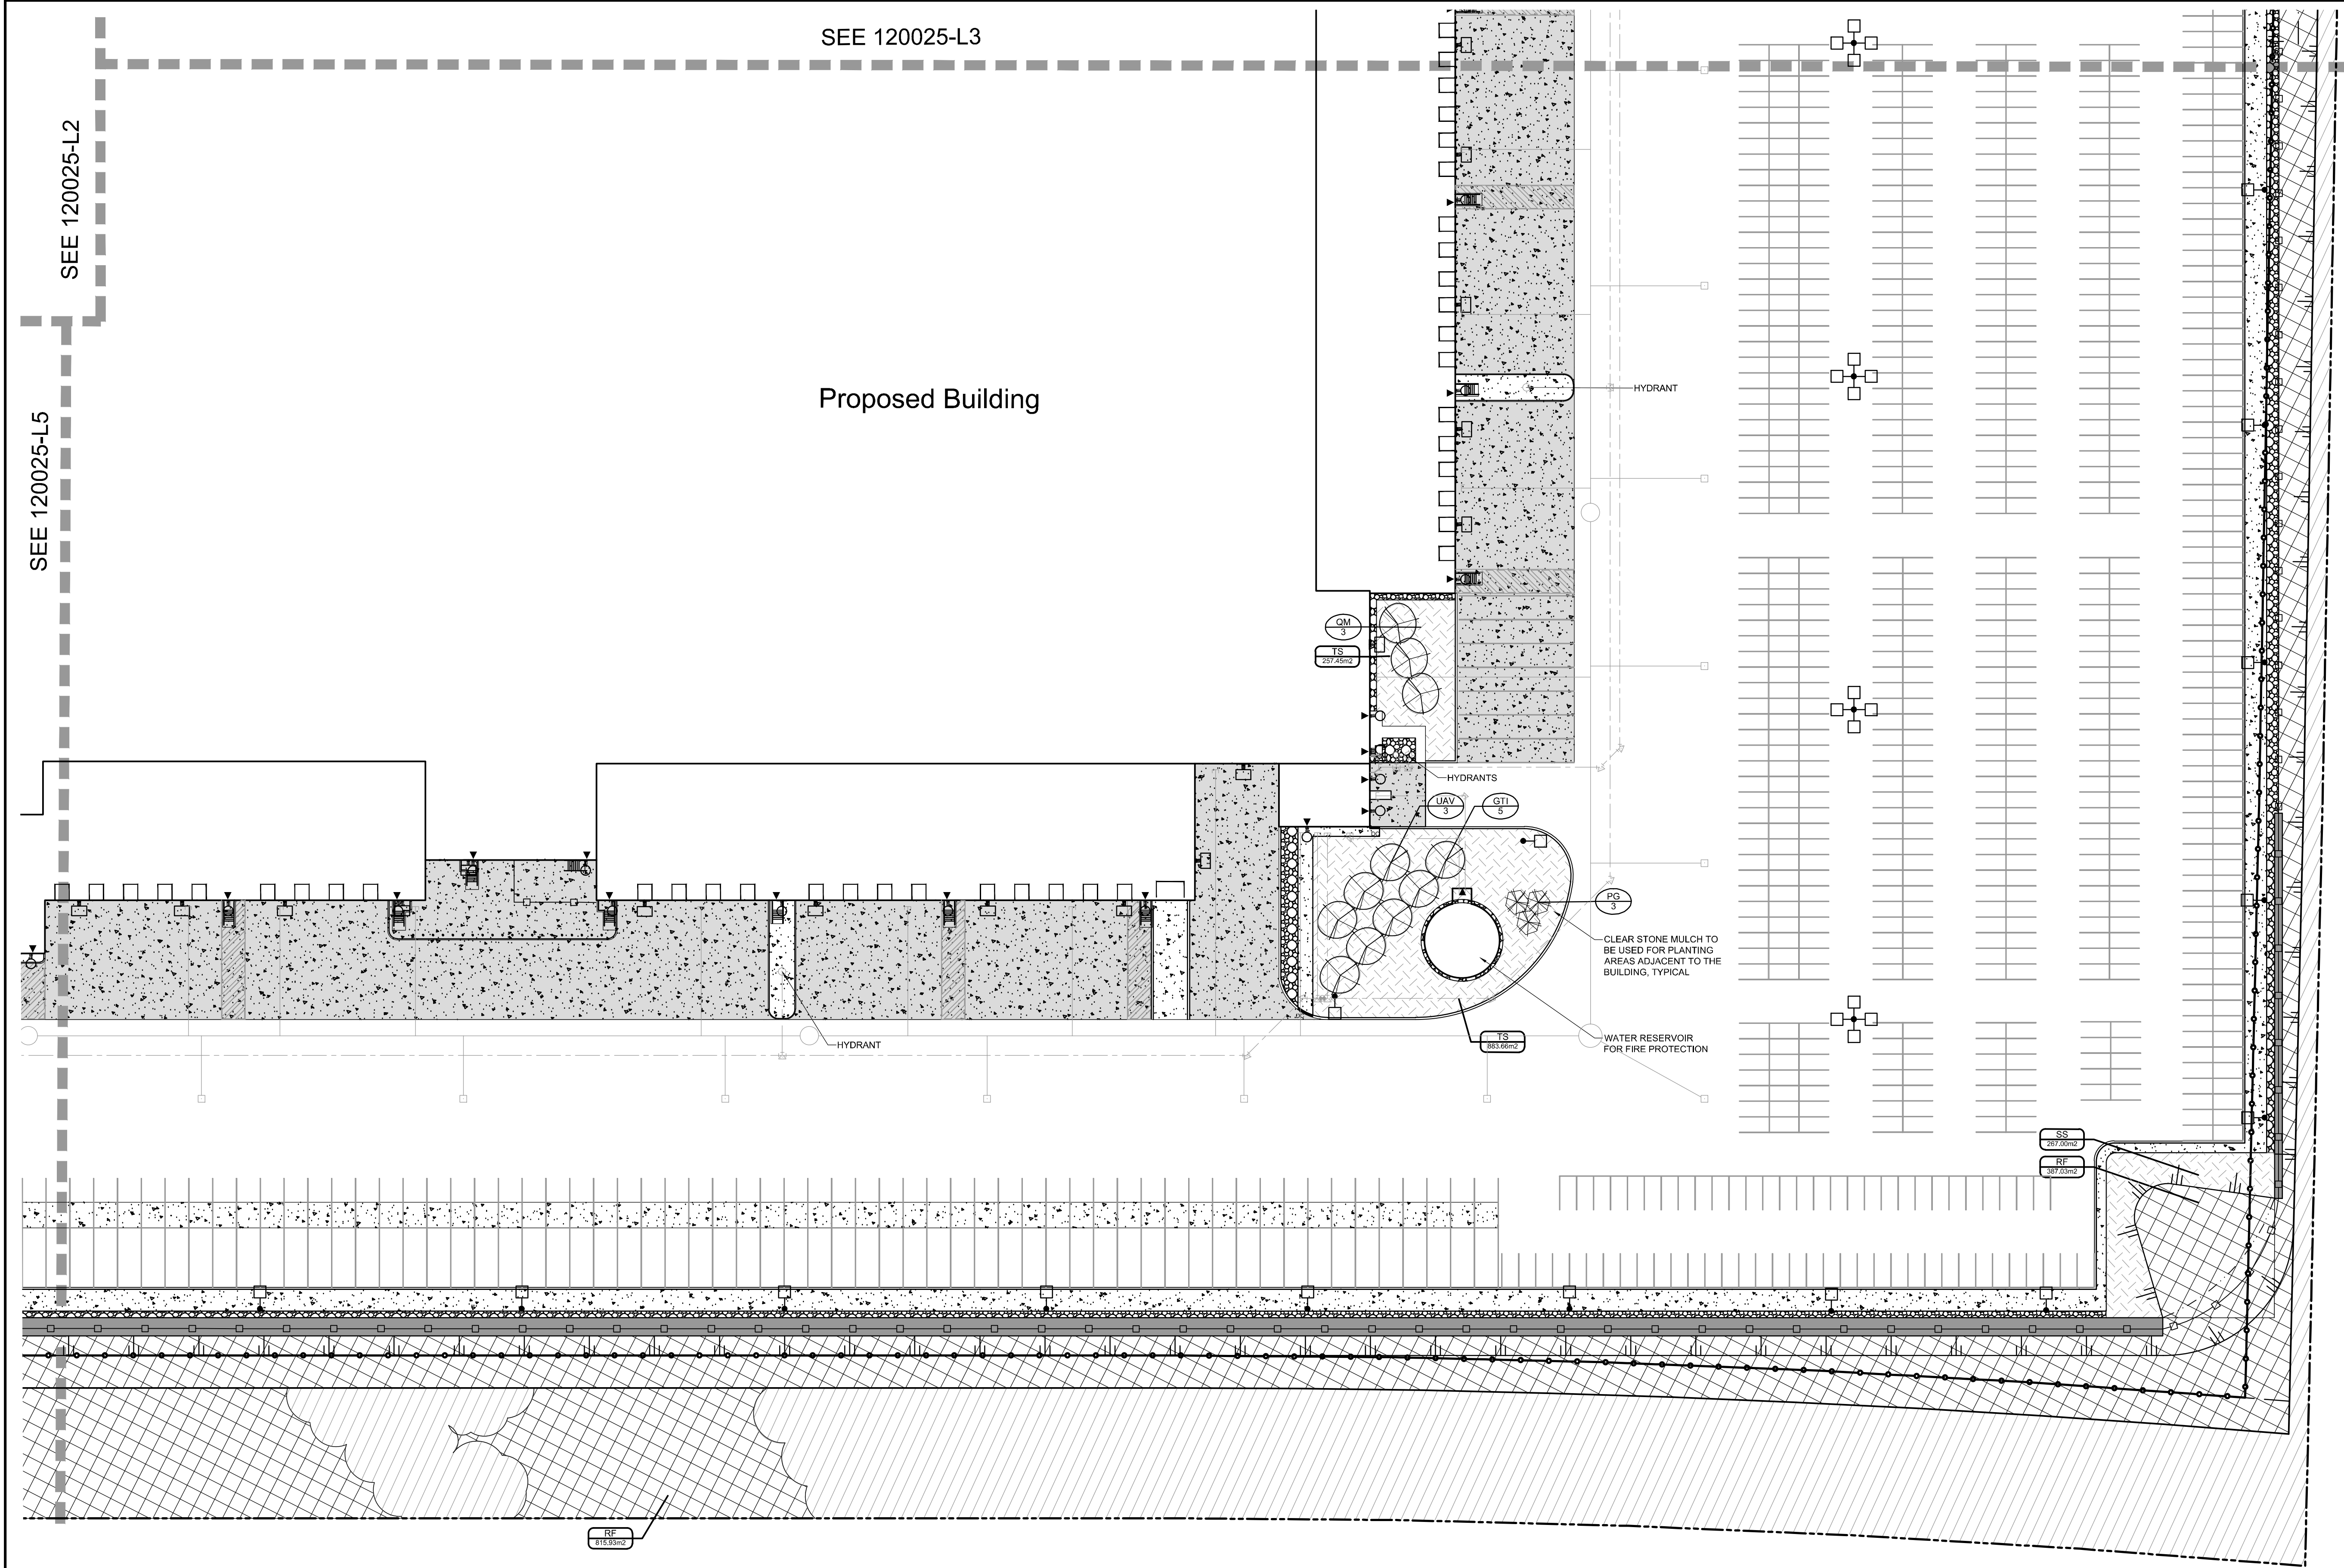 SEE 120025-L3
SEE 120025-L2
SEE 120025-L5
Proposed Building
HYDRANT
QM
3
TS
257.45m2
HYDRANTS
UAV
3
GTI
5
PG
3
CLEAR STONE MULCH TO
BE USED FOR PLANTING
AREAS ADJACENT TO THE
BUILDING, TYPICAL
HYDRANT
TS
883.66m2
WATER RESERVOIR
FOR FIRE PROTECTION
SS
267.00m2
RF
387.03m2
RF
815.93m2